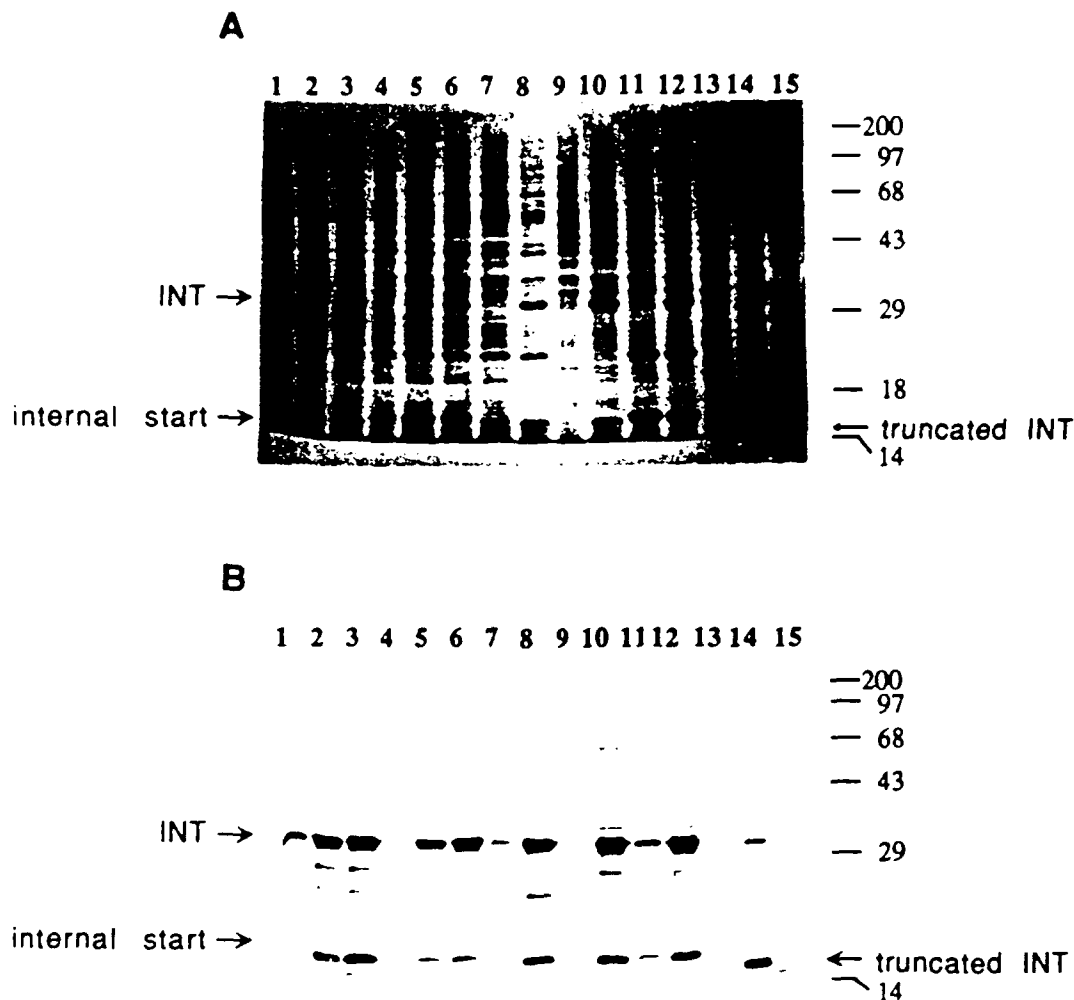 A
1 2 3 4 5 6 7 8 9 10 11 12 13 14 15
200
97
68
43
INT →
29
18
internal start →
← truncated INT
14
B
1 2 3 4 5 6 7 8 9 10 11 12 13 14 15
200
97
68
43
INT →
29
internal start →
← truncated INT
14